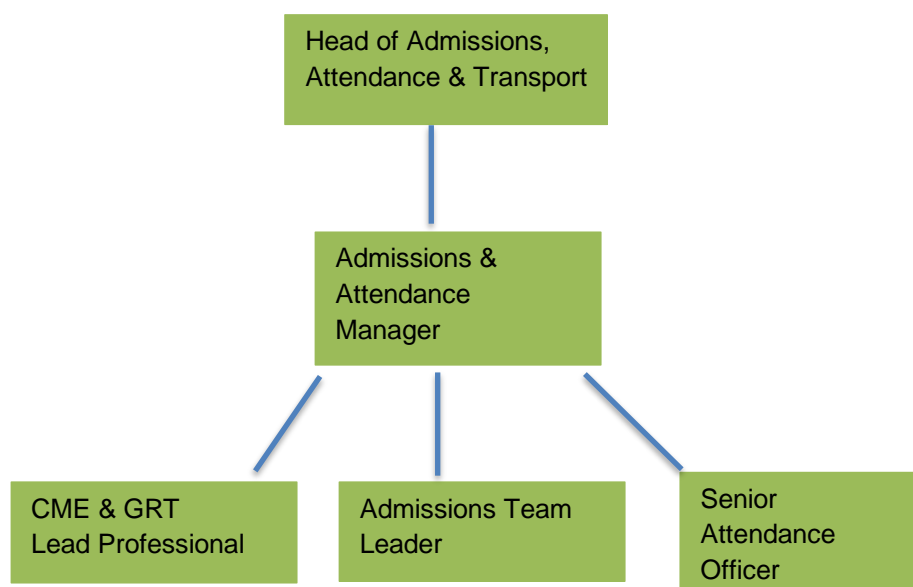 Head of Admissions,
Attendance & Transport
Admissions &
Attendance
Manager
CME & GRT
Lead Professional
Admissions Team
Leader
Senior
Attendance
Officer